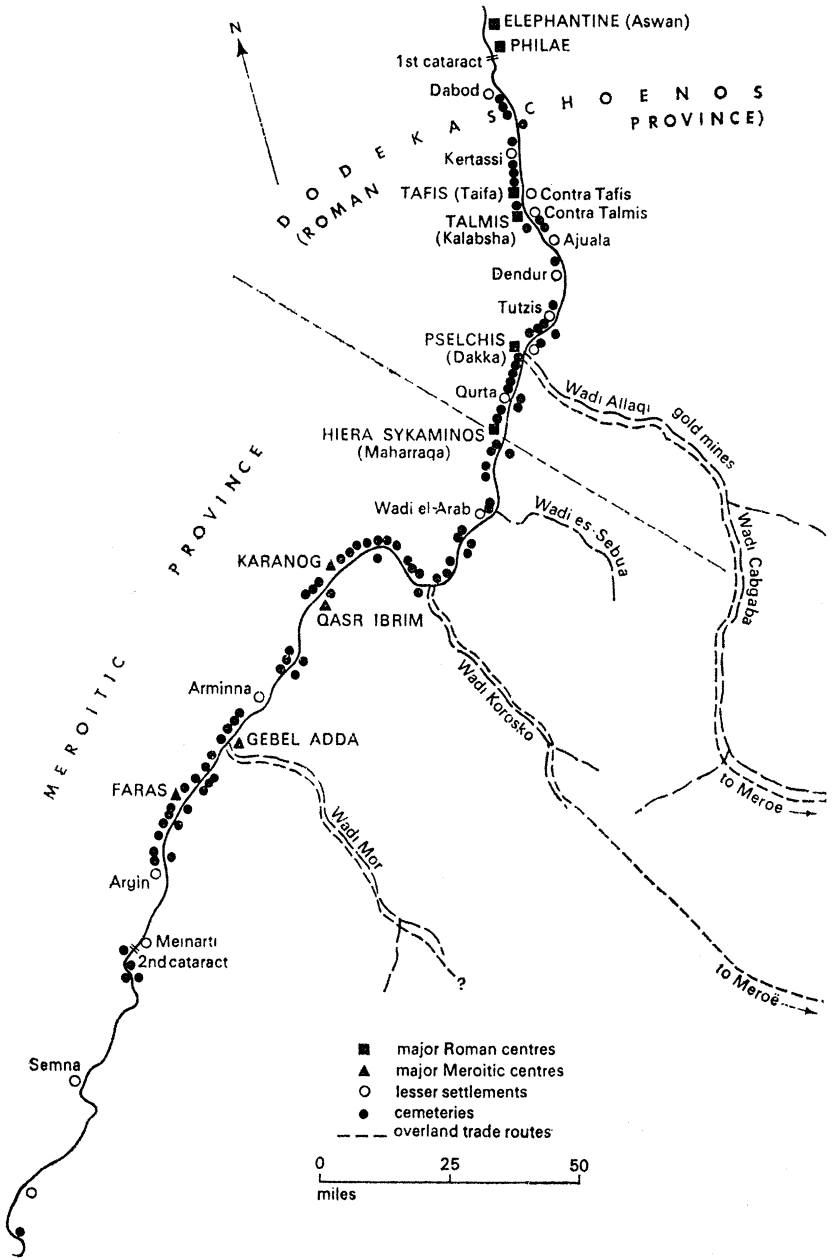 N
ELEPHANTINE (Aswan)
PHILAE
1st cataract
Dabod
DODEKASCHOENOS
(ROMAN PROVINCE)
Kertassi
TAFIS (Taifa)
Contra Tafis
Contra Talmis
TALMIS
(Kalabsha)
Ajuala
Dendur
Tutzis
PSELCHIS
(Dakka)
Wadi Allaqi
gold mines
Qurta
HIERA SYKAMINOS
(Maharraqa)
Wadi el-Arab
Wadi es-Sebua
Wadi Cabgaba
MEROITIC PROVINCE
KARANOG
QASR IBRIM
Wadi Korosko
Arminna
GEBEL ADDA
to Meroe
FARAS
Wadi Mor
Argin
Meinarti
2nd cataract
?
to Meroë
Semna
major Roman centres
major Meroitic centres
lesser settlements
cemeteries
overland trade routes
0 25 50
miles